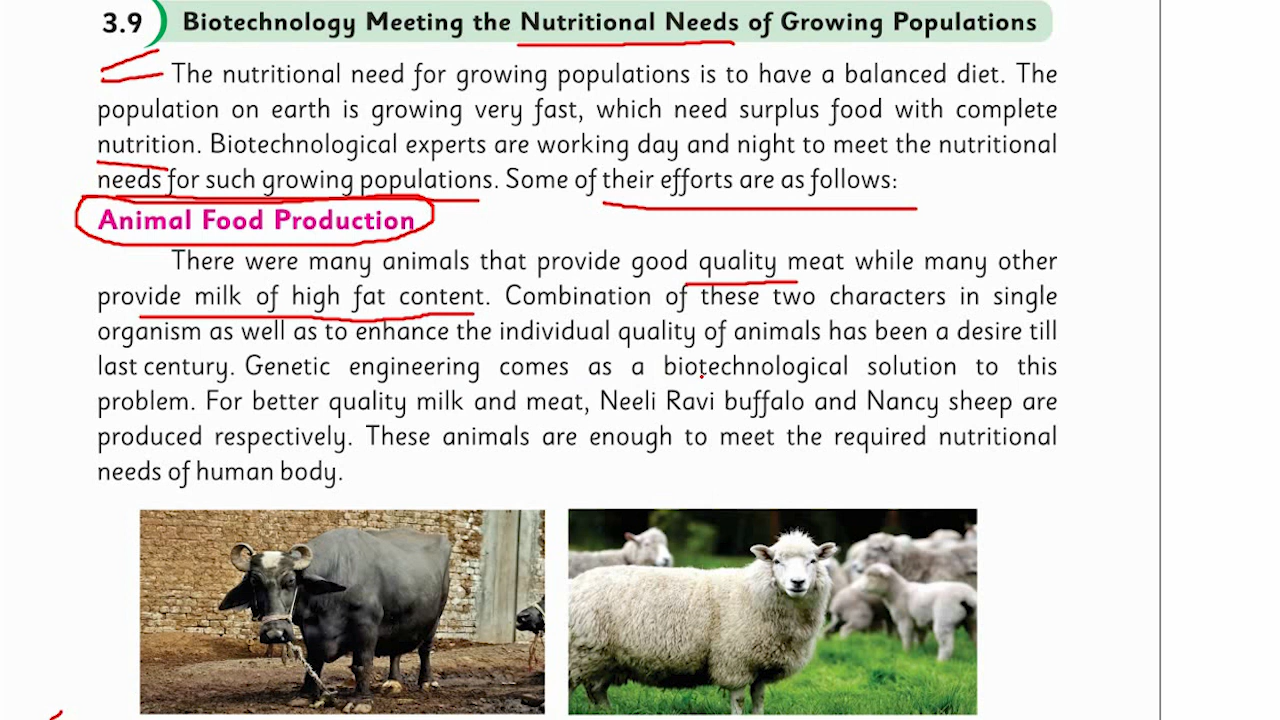 3.9 Biotechnology Meeting the Nutritional Needs of Growing Populations
The nutritional need for growing populations is to have a balanced diet. The
population on earth is growing very fast, which need surplus food with complete
nutrition. Biotechnological experts are working day and night to meet the nutritional
needs for such growing populations. Some of their efforts are as follows:
Animal Food Production
There were many animals that provide good quality meat while many other
provide milk of high fat content. Combination of these two characters in single
organism as well as to enhance the individual quality of animals has been a desire till
last century. Genetic engineering comes as a biotechnological solution to this
problem. For better quality milk and meat, Neeli Ravi buffalo and Nancy sheep are
produced respectively. These animals are enough to meet the required nutritional
needs of human body.